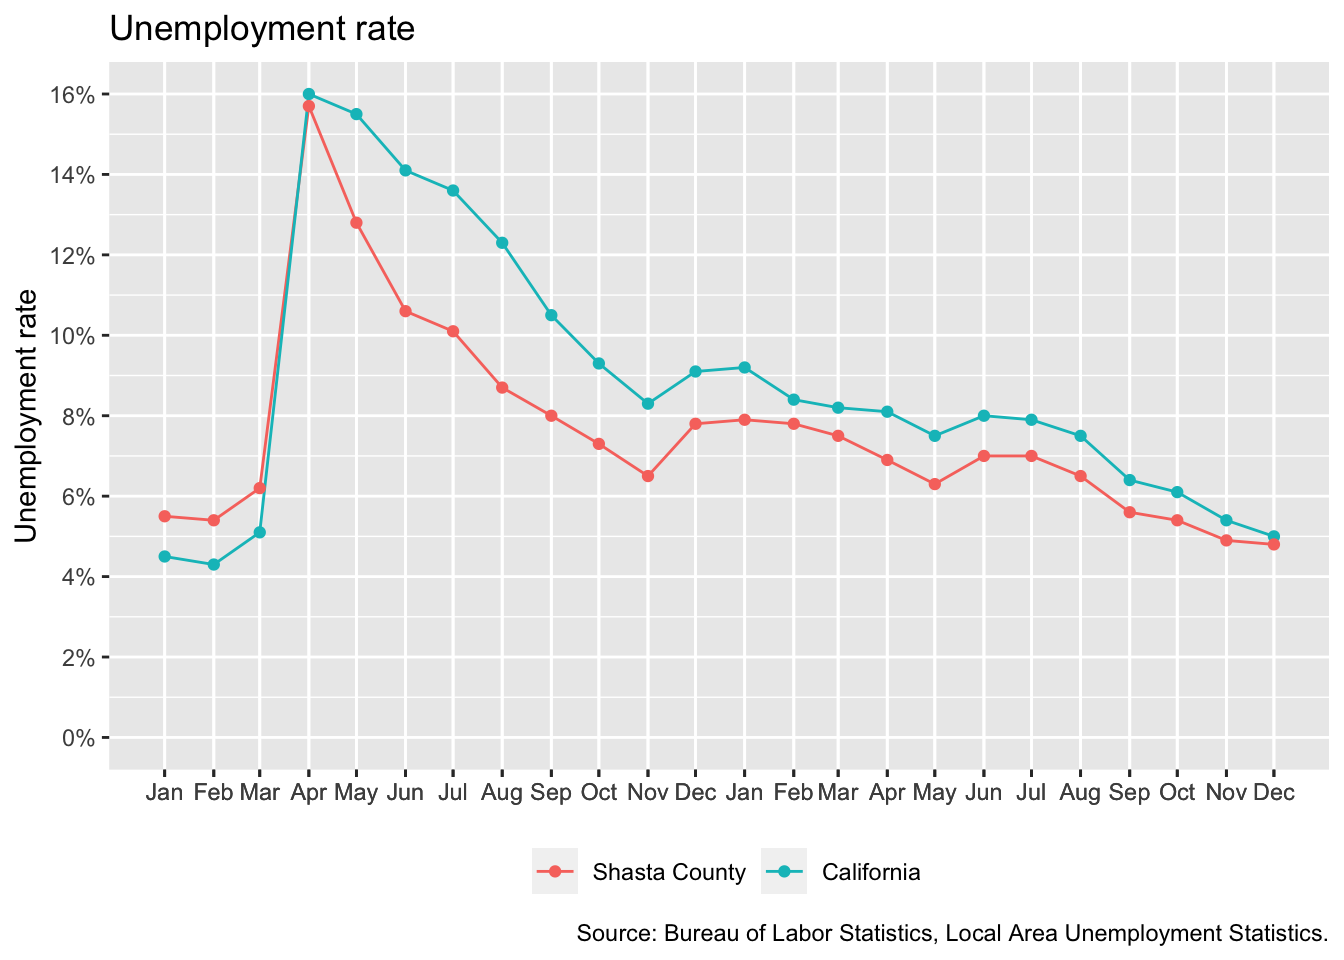 Unemployment rate
Unemployment rate
16%
14%
12%
10%
8%
6%
4%
2%
0%
Jan Feb Mar Apr May Jun Jul Aug Sep Oct Nov Dec Jan Feb Mar Apr May Jun Jul Aug Sep Oct Nov Dec
Shasta County California
Source: Bureau of Labor Statistics, Local Area Unemployment Statistics.